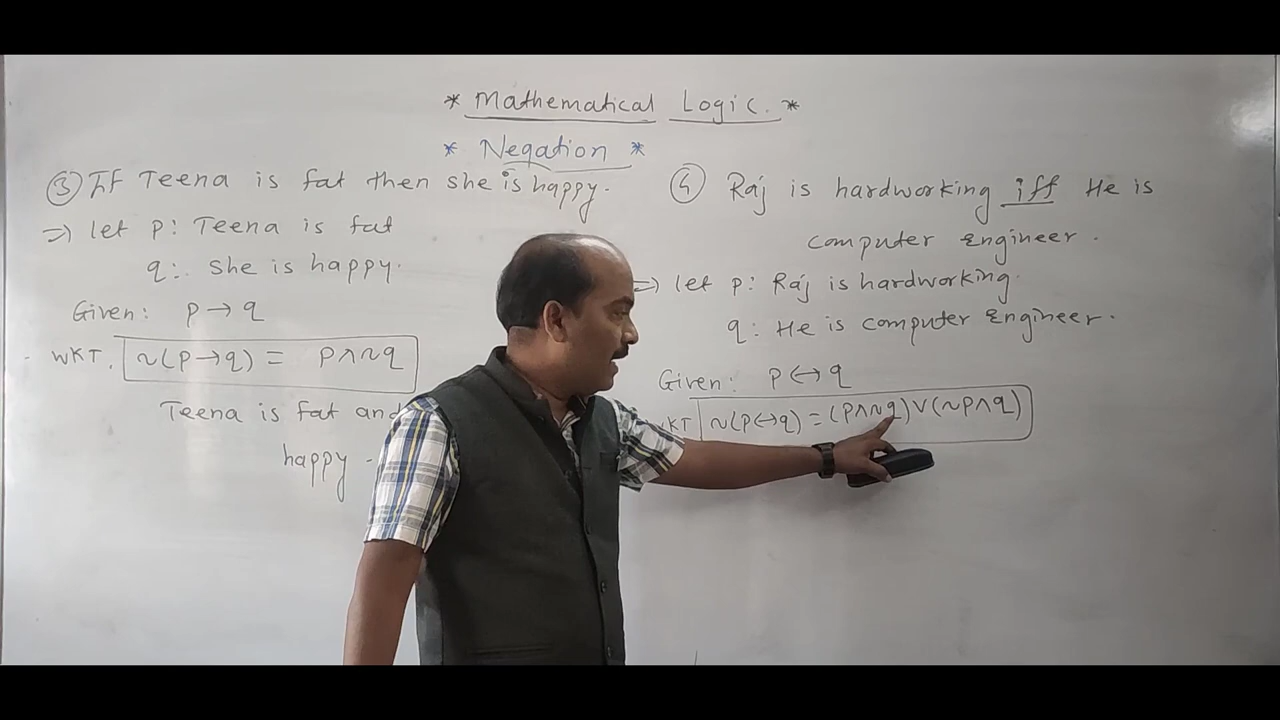 * Mathematical Logic. *
* Negation *
③ If Teena is fat then she is happy.
=> let p: Teena is fat
q: She is happy.
Given: p → q
WKT. ~(p → q) = p ∧ ~q
Teena is fat and
happy
④ Raj is hardworking iff He is
computer Engineer.
=> let p: Raj is hardworking.
q: He is computer Engineer.
Given: p ↔ q
WKT ~(p ↔ q) = (p ∧ ~q) ∨ (~p ∧ q)